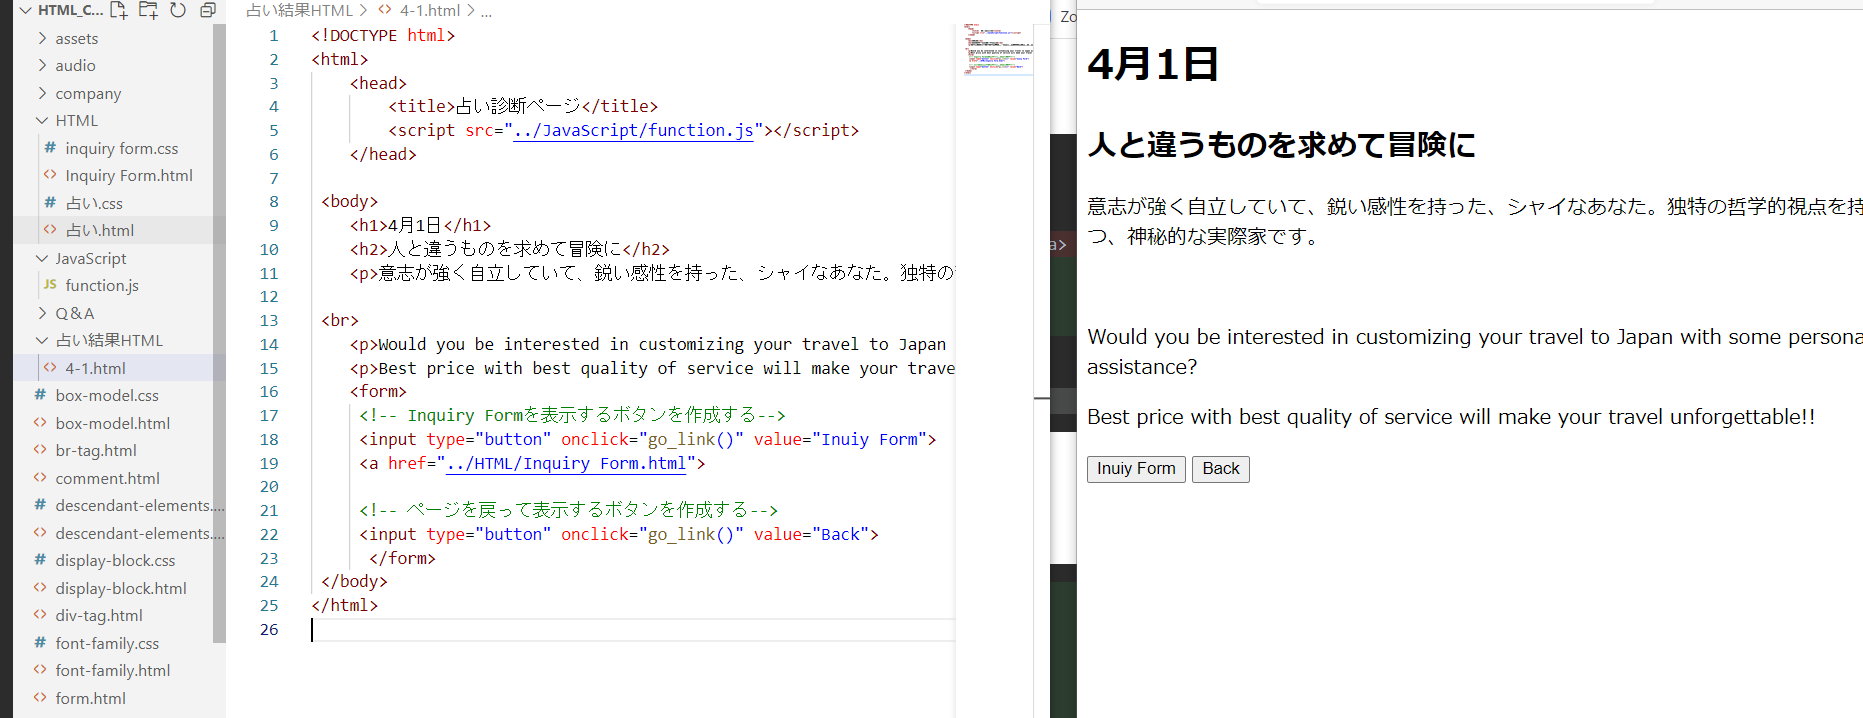 HTML_C...
assets
audio
company
HTML
inquiry form.css
Inquiry Form.html
占い.css
占い.html
JavaScript
JS function.js
Q&A
占い結果HTML
4-1.html
box-model.css
box-model.html
br-tag.html
comment.html
descendant-elements....
descendant-elements....
display-block.css
display-block.html
div-tag.html
font-family.css
font-family.html
form.html
占い結果HTML > 4-1.html > ...
1 <!DOCTYPE html>
2 <html>
3 <head>
4 <title>占い診断ページ</title>
5 <script src="../JavaScript/function.js"></script>
6 </head>
7
8 <body>
9 <h1>4月1日</h1>
10 <h2>人と違うものを求めて冒険に</h2>
11 <p>意志が強く自立していて、鋭い感性を持った、シャイなあなた。独特の
12
13 <br>
14 <p>Would you be interested in customizing your travel to Japan
15 <p>Best price with best quality of service will make your trave
16 <form>
17 <!-- Inquiry Formを表示するボタンを作成する-->
18 <input type="button" onclick="go_link()" value="Inuiy Form">
19 <a href="../HTML/Inquiry Form.html">
20
21 <!-- ページを戻って表示するボタンを作成する-->
22 <input type="button" onclick="go_link()" value="Back">
23 </form>
24 </body>
25 </html>
26
Zo
a>
4月1日
人と違うものを求めて冒険に
意志が強く自立していて、鋭い感性を持った、シャイなあなた。独特の哲学的視点を持
つ、神秘的な実際家です。
Would you be interested in customizing your travel to Japan with some persona
assistance?
Best price with best quality of service will make your travel unforgettable!!
Inuiy Form Back